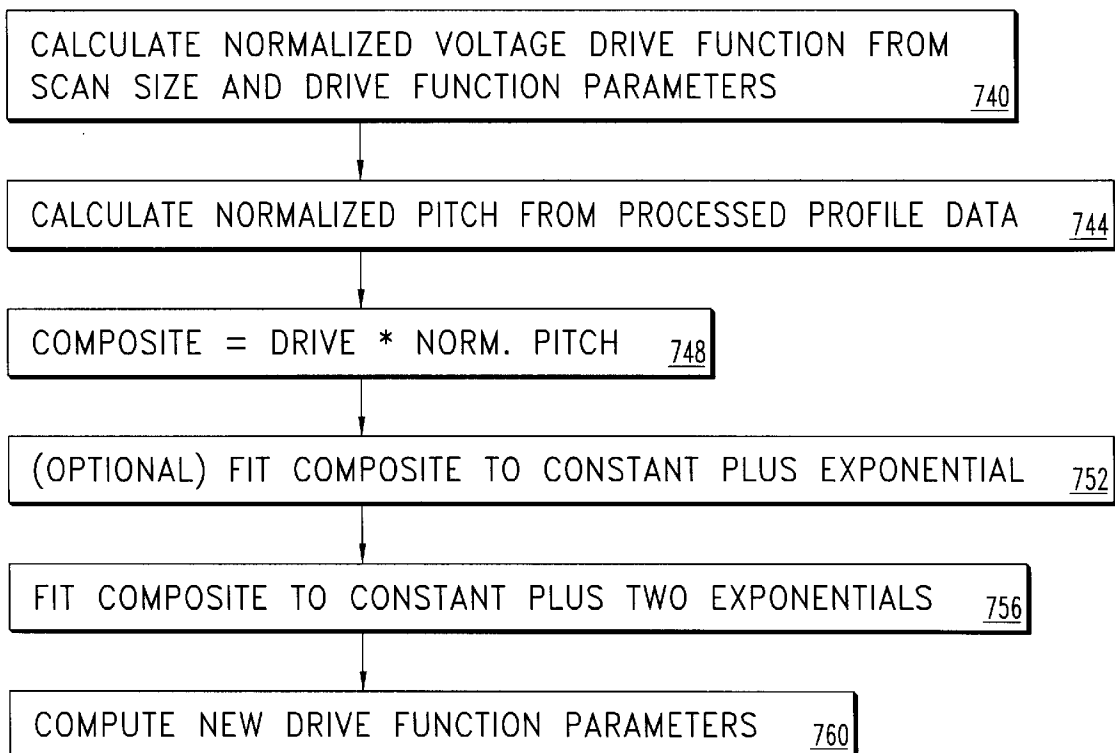 CALCULATE NORMALIZED VOLTAGE DRIVE FUNCTION FROM
SCAN SIZE AND DRIVE FUNCTION PARAMETERS 740
CALCULATE NORMALIZED PITCH FROM PROCESSED PROFILE DATA 744
COMPOSITE = DRIVE * NORM. PITCH 748
(OPTIONAL) FIT COMPOSITE TO CONSTANT PLUS EXPONENTIAL 752
FIT COMPOSITE TO CONSTANT PLUS TWO EXPONENTIALS 756
COMPUTE NEW DRIVE FUNCTION PARAMETERS 760